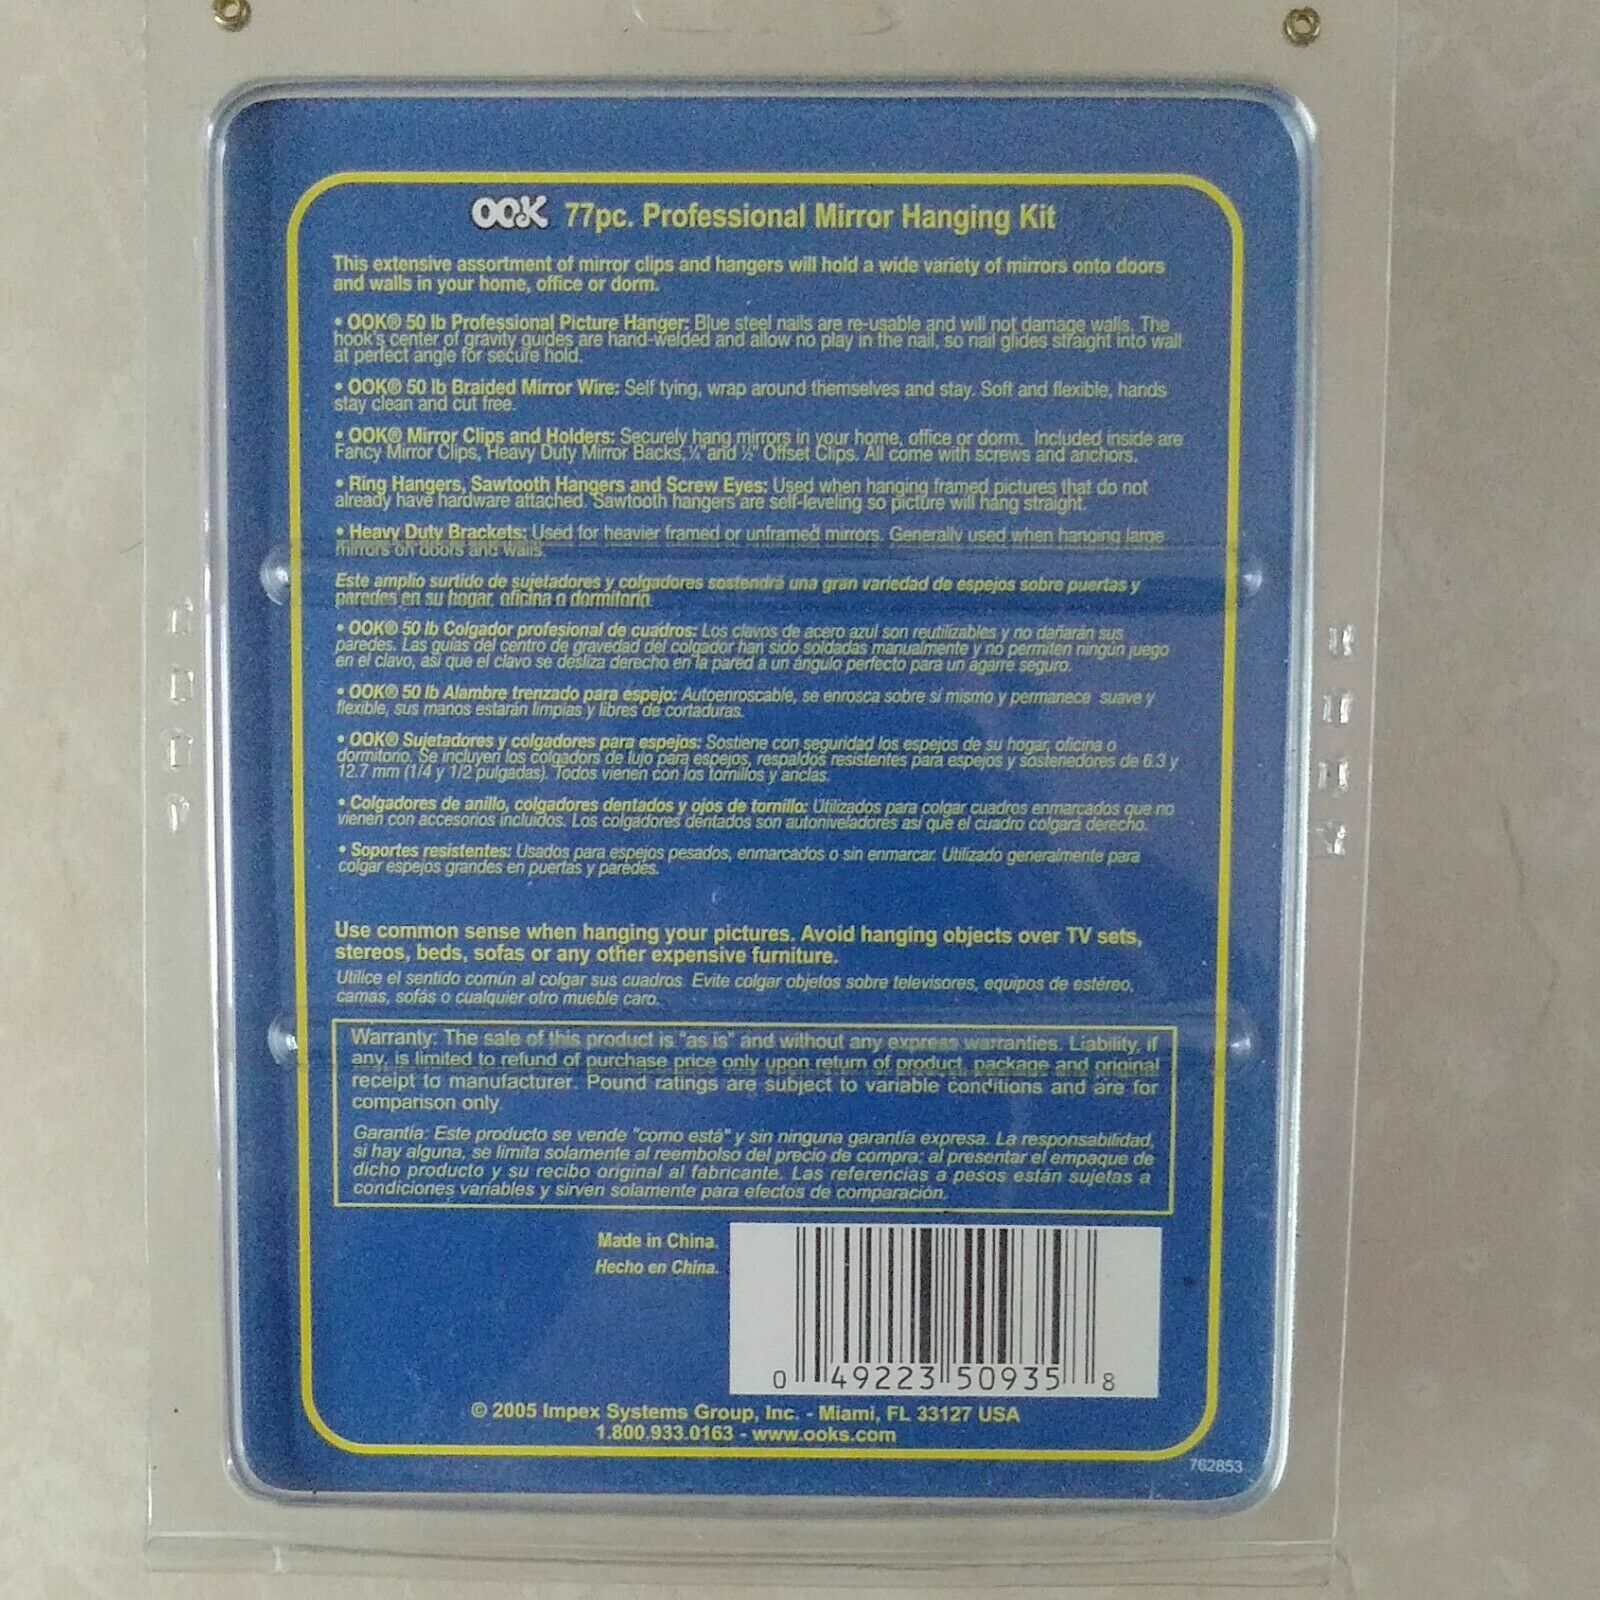 OOK 77pc. Professional Mirror Hanging Kit
This extensive assortment of mirror clips and hangers will hold a wide variety of mirrors onto doors
and walls in your home, office or dorm.
• OOK® 50 lb Professional Picture Hanger: Blue steel nails are re-usable and will not damage walls. The
hook's center of gravity guides are hand-welded and allow no play in the nail, so nail glides straight into wall
at perfect angle for secure hold.
• OOK® 50 lb Braided Mirror Wire: Self tying, wrap around themselves and stay. Soft and flexible, hands
stay clean and cut free.
• OOK® Mirror Clips and Holders: Securely hang mirrors in your home, office or dorm. Included inside are
Fancy Mirror Clips, Heavy Duty Mirror Backs, ¼" and ½" Offset Clips. All come with screws and anchors.
• Ring Hangers, Sawtooth Hangers and Screw Eyes: Used when hanging framed pictures that do not
already have hardware attached. Sawtooth hangers are self-leveling so picture will hang straight.
• Heavy Duty Brackets: Used for heavier framed or unframed mirrors. Generally used when hanging large
mirrors on doors and walls.
Este amplio surtido de sujetadores y colgadores sostendrá una gran variedad de espejos sobre puertas y
paredes en su hogar, oficina o dormitorio.
• OOK® 50 lb Colgador profesional de cuadros: Los clavos de acero azul son reutilizables y no dañarán sus
paredes. Las guías del centro de gravedad del colgador han sido soldadas manualmente y no permiten ningún juego
en el clavo, así que el clavo se desliza derecho en la pared a un ángulo perfecto para un agarre seguro.
• OOK® 50 lb Alambre trenzado para espejo: Autoenroscable, se enrosca sobre sí mismo y permanece suave y
flexible, sus manos estarán limpias y libres de cortaduras.
• OOK® Sujetadores y colgadores para espejos: Sostiene con seguridad los espejos de su hogar, oficina o
dormitorio. Se incluyen los colgadors de lujo para espejos, respaldos resistentes para espejos y sostenedores de 6.3 y
12.7 mm (1/4 y 1/2 pulgadas). Todos vienen con los tornillos y anclas.
• Colgadores de anillo, colgadores dentados y ojos de tornillo: Utilizados para colgar cuadros enmarcados que no
vienen con accesorios incluidos. Los colgadores dentados son autoniveladores así que el cuadro colgará derecho.
• Soportes resistentes: Usados para espejos pesados, enmarcados o sin enmarcar. Utilizado generalmente para
colgar espejos grandes en puertas y paredes.
Use common sense when hanging your pictures. Avoid hanging objects over TV sets,
stereos, beds, sofas or any other expensive furniture.
Utilice el sentido común al colgar sus cuadros. Evite colgar objetos sobre televisores, equipos de estéreo,
camas, sofás o cualquier otro mueble caro.
Warranty: The sale of this product is "as is" and without any express warranties. Liability, if
any, is limited to refund of purchase price only upon return of product, package and original
receipt to manufacturer. Pound ratings are subject to variable conditions and are for
comparison only.
Garantía: Este producto se vende "como está" y sin ninguna garantía expresa. La responsabilidad,
si hay alguna, se limita solamente al reembolso del precio de compra; al presentar el empaque de
dicho producto y su recibo original al fabricante. Las referencias a pesos están sujetas a
condiciones variables y sirven solamente para efectos de comparación.
Made in China.
Hecho en China.
0 49223 50935 8
© 2005 Impex Systems Group, Inc. - Miami, FL 33127 USA
1.800.933.0163 - www.ooks.com
762853